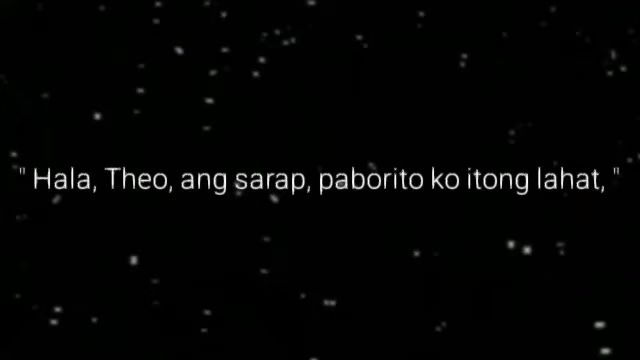 " Hala, Theo, ang sarap, paborito ko itong lahat, "